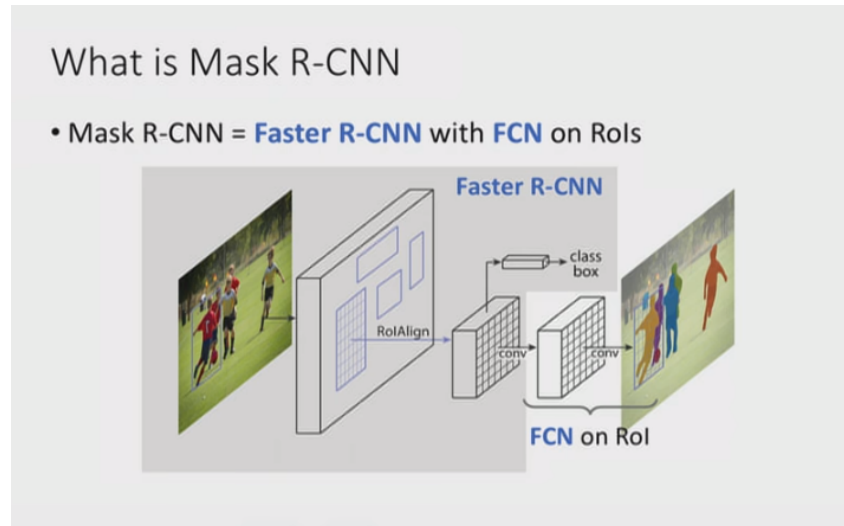 What is Mask R-CNN
• Mask R-CNN = Faster R-CNN with FCN on RoIs
Faster R-CNN
class
box
RoIAlign
conv
conv
FCN on RoI